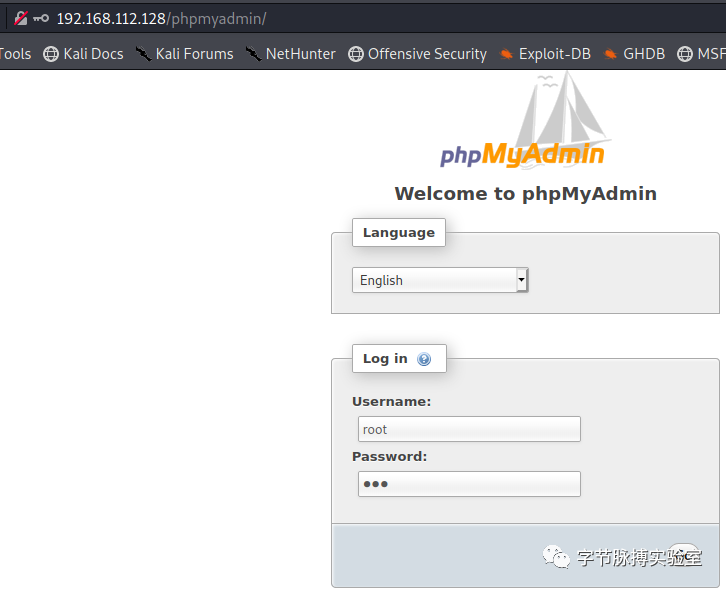 192.168.112.128/phpmyadmin/
Tools Kali Docs Kali Forums NetHunter Offensive Security Exploit-DB GHDB MSF
phpMyAdmin
Welcome to phpMyAdmin
Language
English
Log in
Username:
root
Password:
字节脉搏实验室